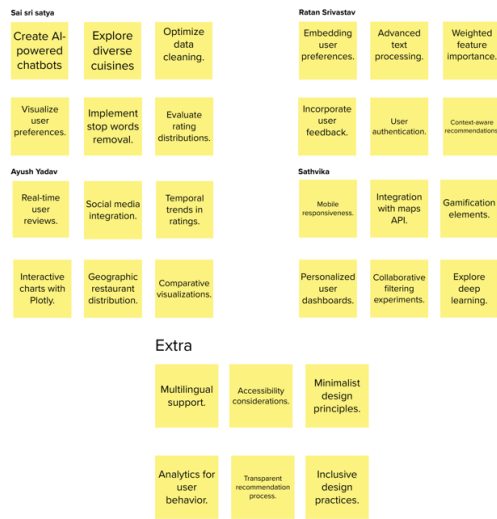 Sai sri satya
Create AI-
powered
chatbots
Explore
diverse
cuisines
Optimize
data
cleaning.
Visualize
user
preferences.
Implement
stop words
removal.
Evaluate
rating
distributions.
Ratan Srivastav
Embedding
user
preferences.
Advanced
text
processing.
Weighted
feature
importance.
Incorporate
user
feedback.
User
authentication.
Context-aware
recommendations
Ayush Yadav
Real-time
user
reviews.
Social media
integration.
Temporal
trends in
ratings.
Interactive
charts with
Plotly.
Geographic
restaurant
distribution.
Comparative
visualizations.
Sathvika
Mobile
responsiveness.
Integration
with maps
API.
Gamification
elements.
Personalized
user
dashboards.
Collaborative
filtering
experiments.
Explore
deep
learning.
Extra
Multilingual
support.
Accessibility
considerations.
Minimalist
design
principles.
Analytics for
user
behavior.
Transparent
recommendation
process.
Inclusive
design
practices.